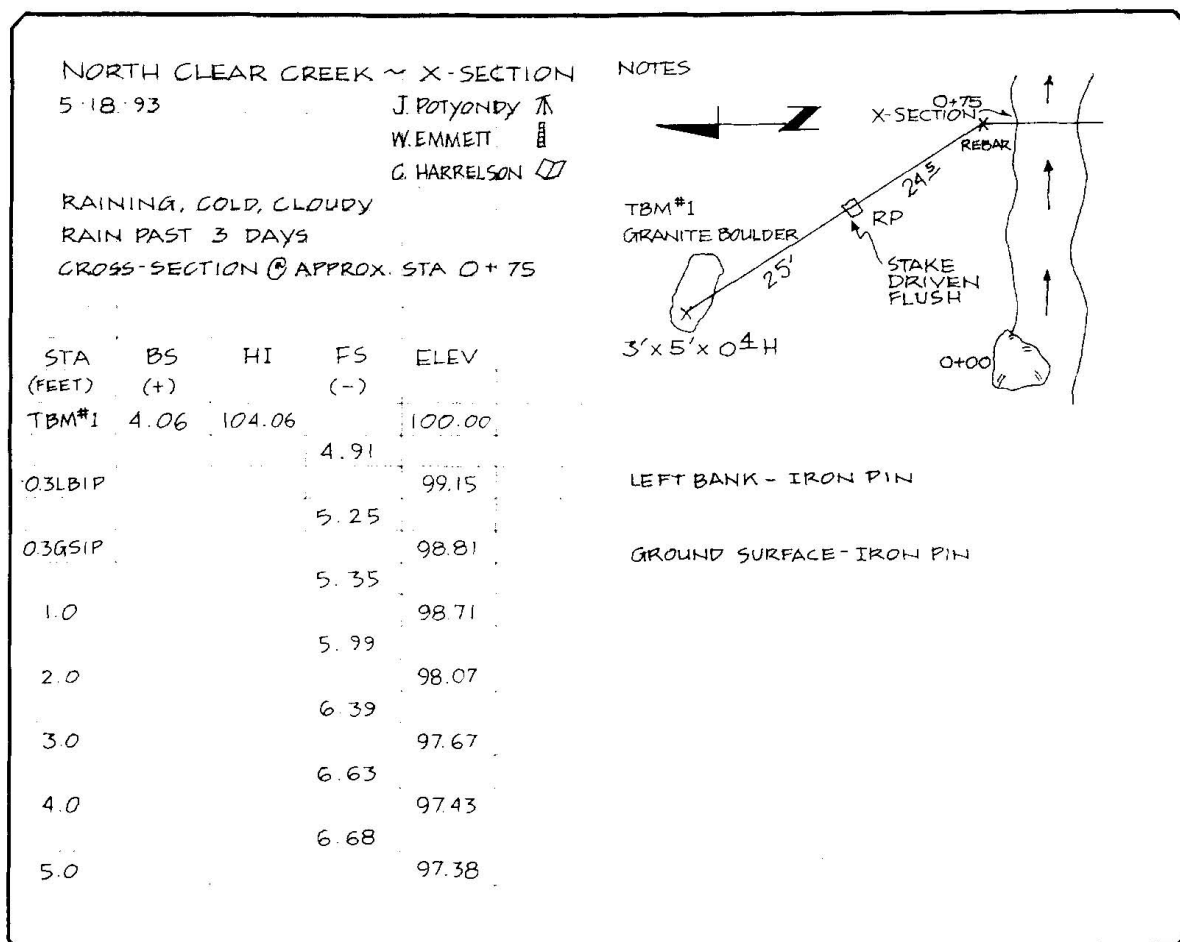 NORTH CLEAR CREEK ~ X-SECTION
5·18·93
J. POTYONDY
W. EMMETT
C. HARRELSON
RAINING, COLD, CLOUDY
RAIN PAST 3 DAYS
CROSS-SECTION @ APPROX. STA 0+75
STA BS HI FS ELEV
(FEET) (+) (-)
TBM#1 4.06 104.06 100.00
4.91
0.3LBIP 99.15
5.25
0.3GSIP 98.81
5.35
1.0 98.71
5.99
2.0 98.07
6.39
3.0 97.67
6.63
4.0 97.43
6.68
5.0 97.38
NOTES
Z
0+75
X-SECTION
X
REBAR
24.5
RP
TBM#1
GRANITE BOULDER
25'
STAKE
DRIVEN
FLUSH
X
3'x5'x0.4H
0+00
LEFT BANK - IRON PIN
GROUND SURFACE - IRON PIN